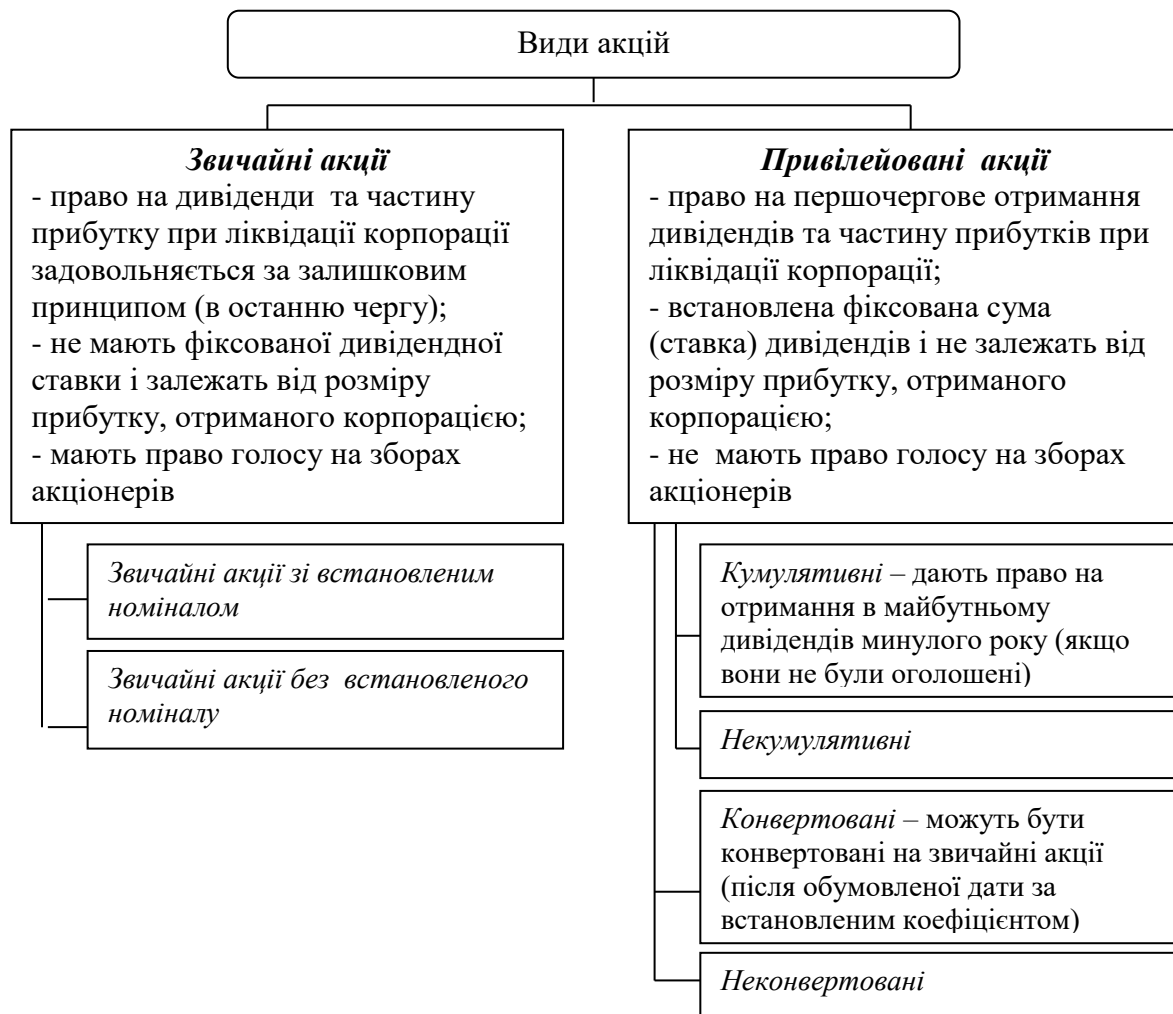 Види акцій
Звичайні акції
- право на дивіденди та частину
прибутку при ліквідації корпорації
задовольняється за залишковим
принципом (в останню чергу);
- не мають фіксованої дивідендної
ставки і залежать від розміру
прибутку, отриманого корпорацією;
- мають право голосу на зборах
акціонерів
Звичайні акції зі встановленим
номіналом
Звичайні акції без встановленого
номіналу
Привілейовані акції
- право на першочергове отримання
дивідендів та частину прибутків при
ліквідації корпорації;
- встановлена фіксована сума
(ставка) дивідендів і не залежать від
розміру прибутку, отриманого
корпорацією;
- не мають право голосу на зборах
акціонерів
Кумулятивні – дають право на
отримання в майбутньому
дивідендів минулого року (якщо
вони не були оголошені)
Некумулятивні
Конвертовані – можуть бути
конвертовані на звичайні акції
(після обумовленої дати за
встановленим коефіцієнтом)
Неконвертовані